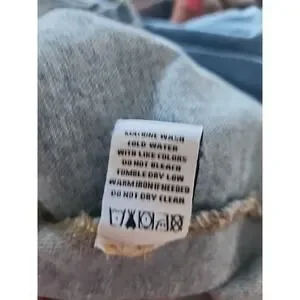 MACHINE WASH
COLD WATER
WITH LIKE COLORS
DO NOT BLEACH
TUMBLE DRY LOW
WARM IRON IF NEEDED
DO NOT DRY CLEAN